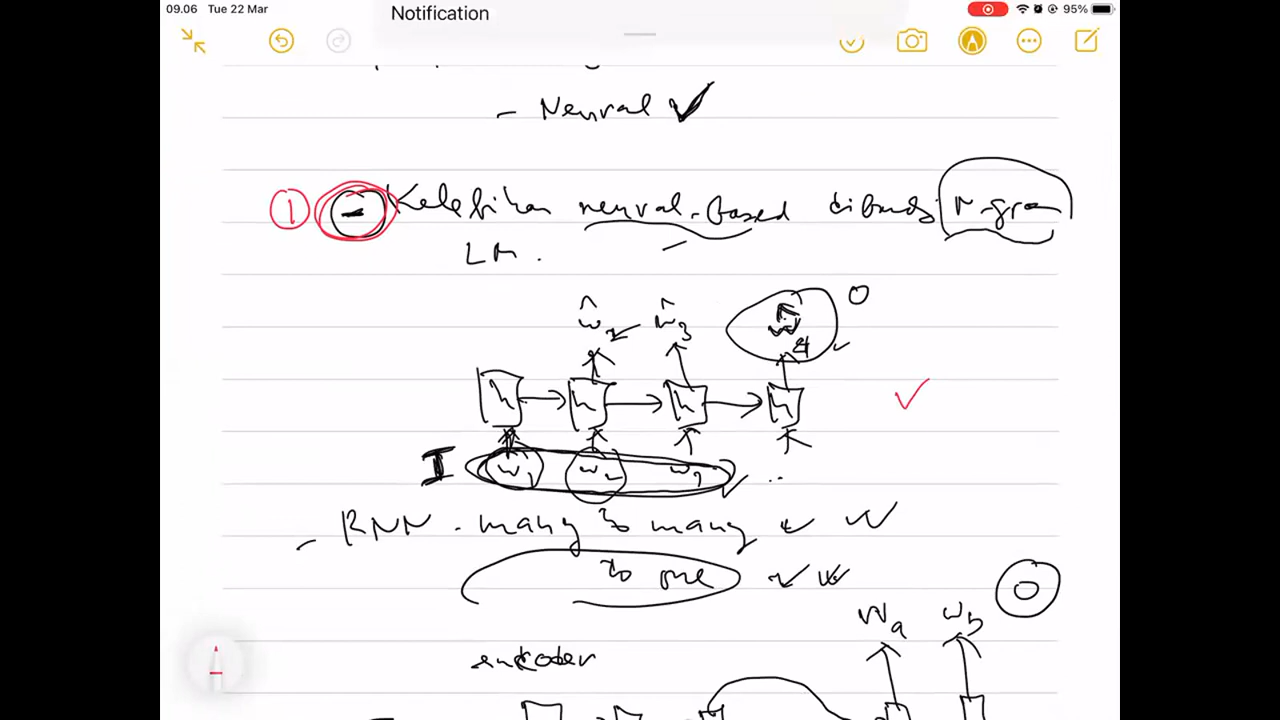 09.06 Tue 22 Mar
Notification
95%
- Neural ✓
① - Kelebihan neural-based dibanding N-gram
LM.
ŵ₂ ŵ₃ ŵ₄ O
h h h h ✓
I w₁ w₂ w₃ ..
- RNN - many to many
to one
O
Wa Wb
enkoder